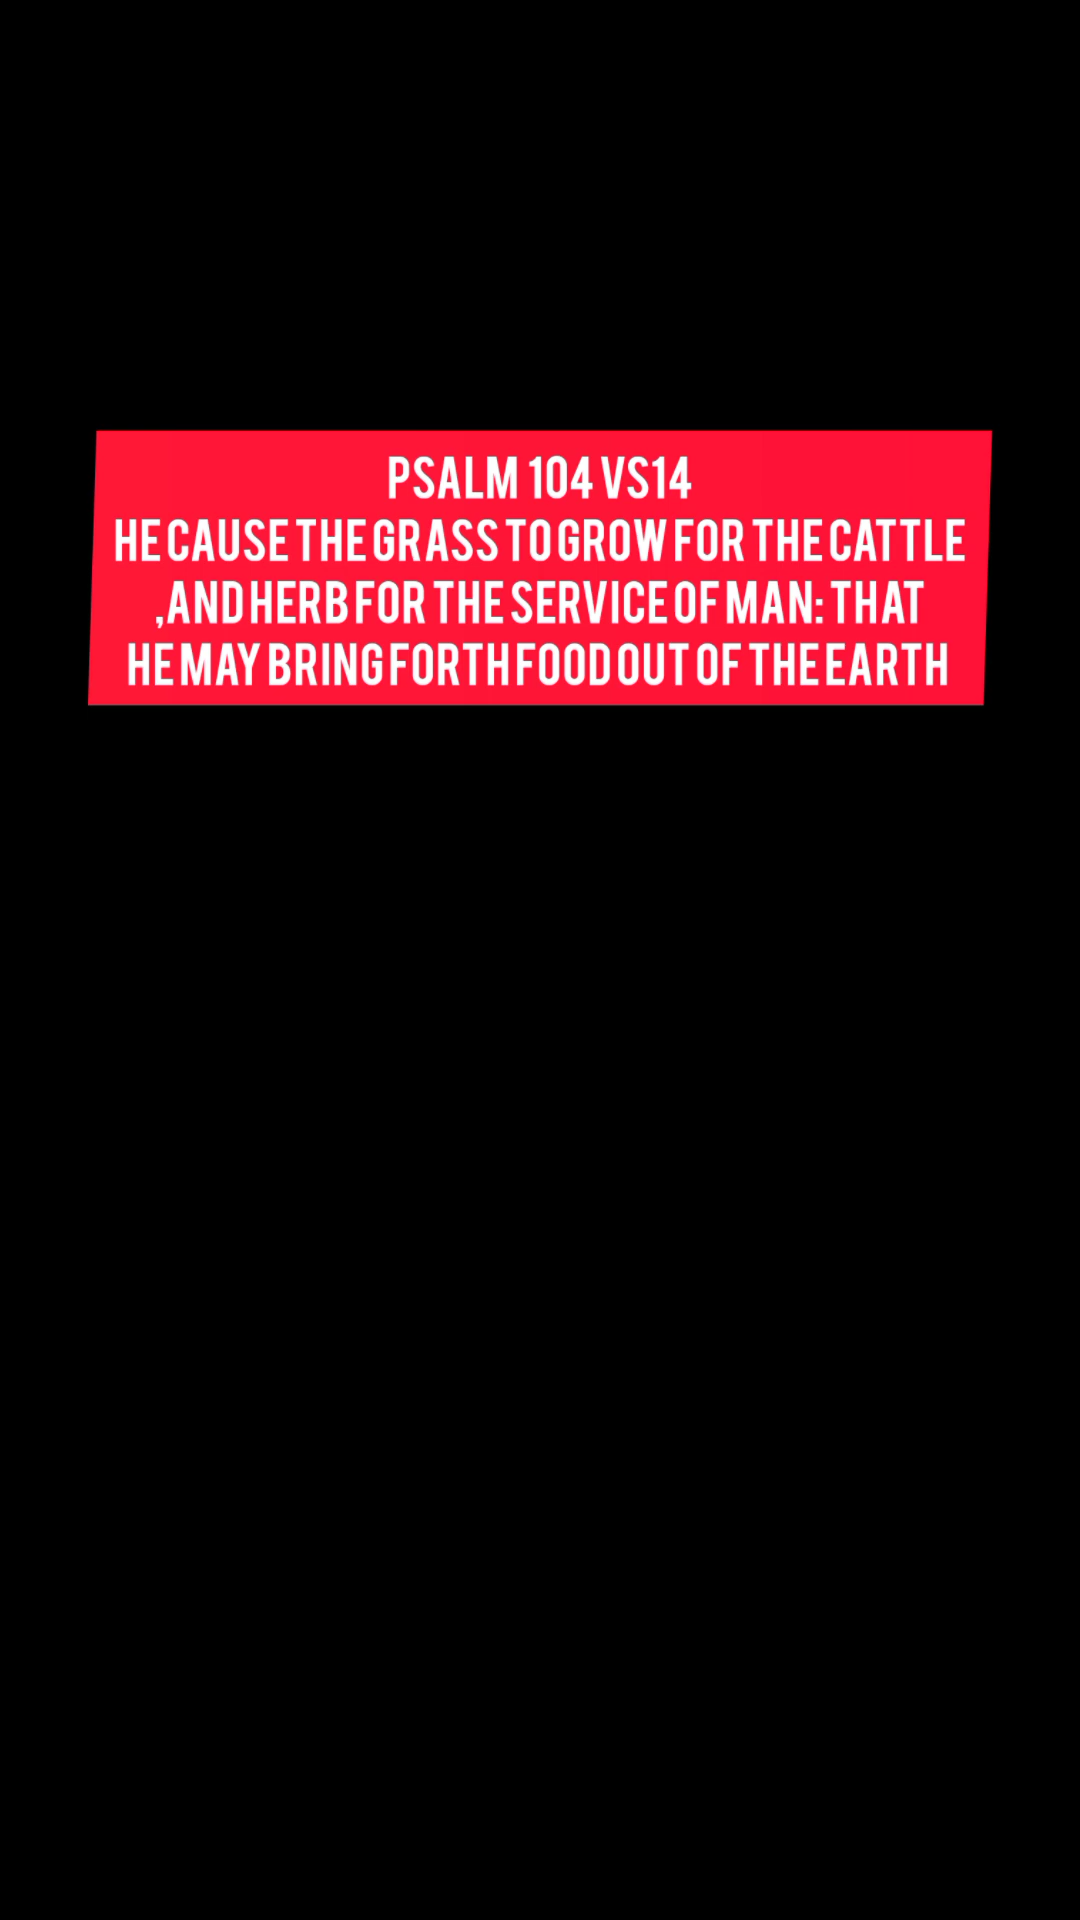 PSALM 104 VS14
HE CAUSE THE GRASS TO GROW FOR THE CATTLE
,AND HERB FOR THE SERVICE OF MAN: THAT
HE MAY BRING FORTH FOOD OUT OF THE EARTH